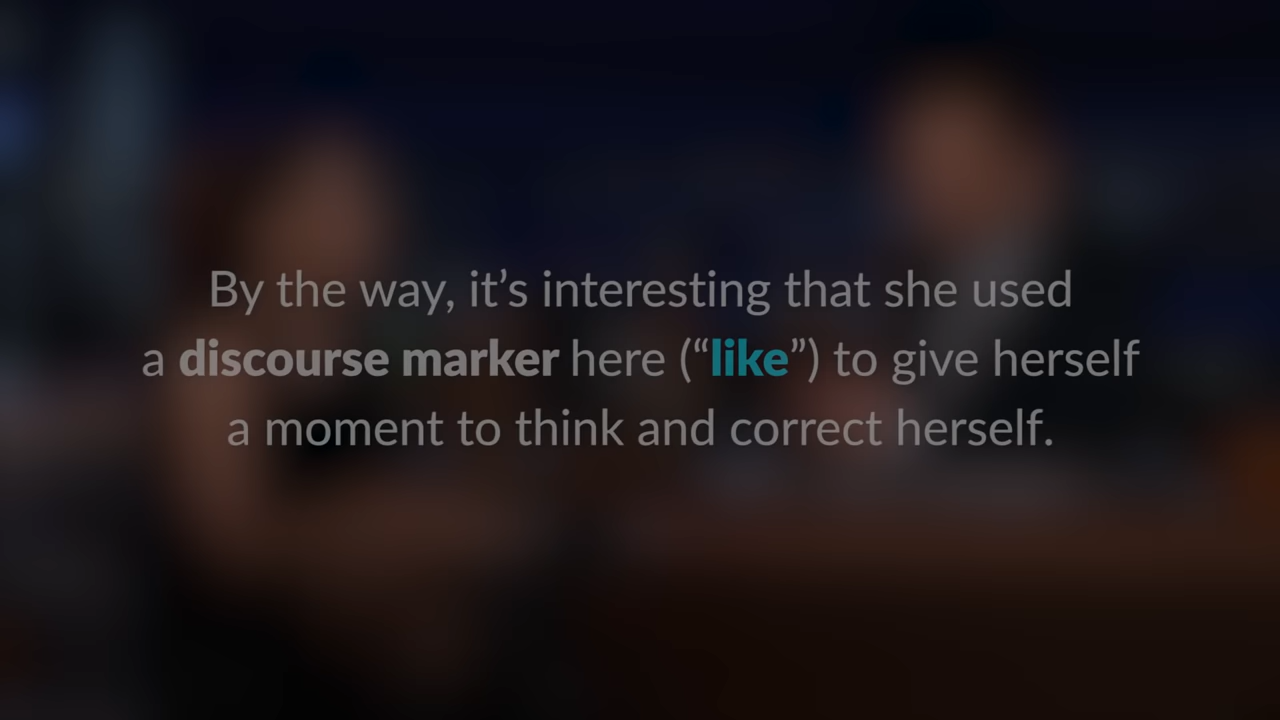 By the way, it’s interesting that she used
a discourse marker here (“like”) to give herself
a moment to think and correct herself.